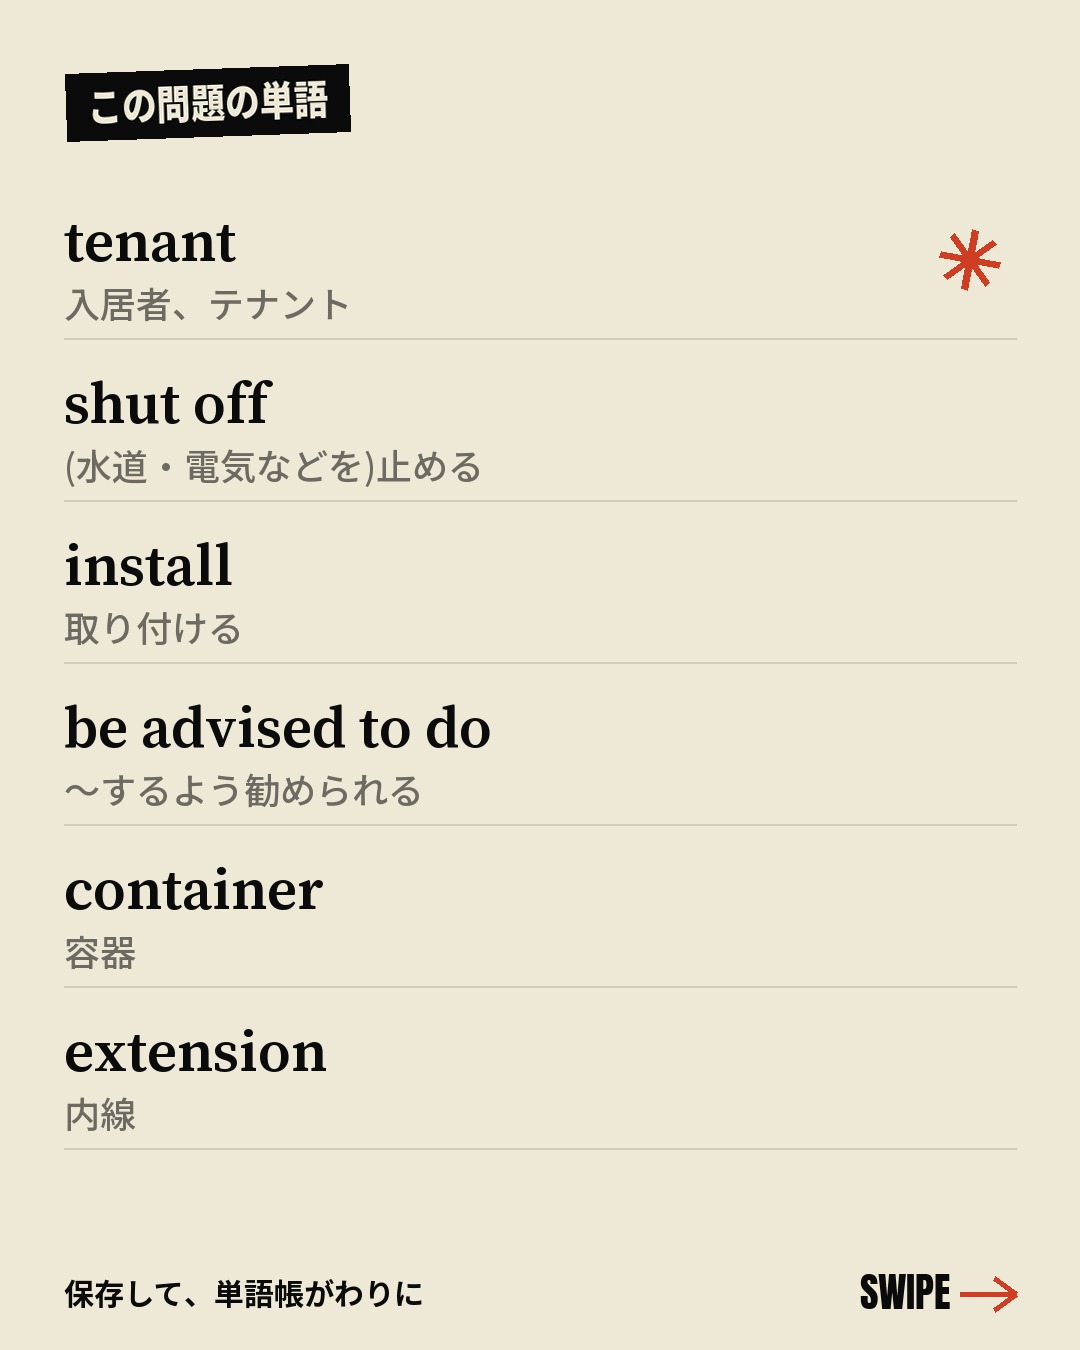 この問題の単語
tenant
入居者、テナント
shut off
(水道・電気などを)止める
install
取り付ける
be advised to do
〜するよう勧められる
container
容器
extension
内線
保存して、単語帳がわりに
SWIPE